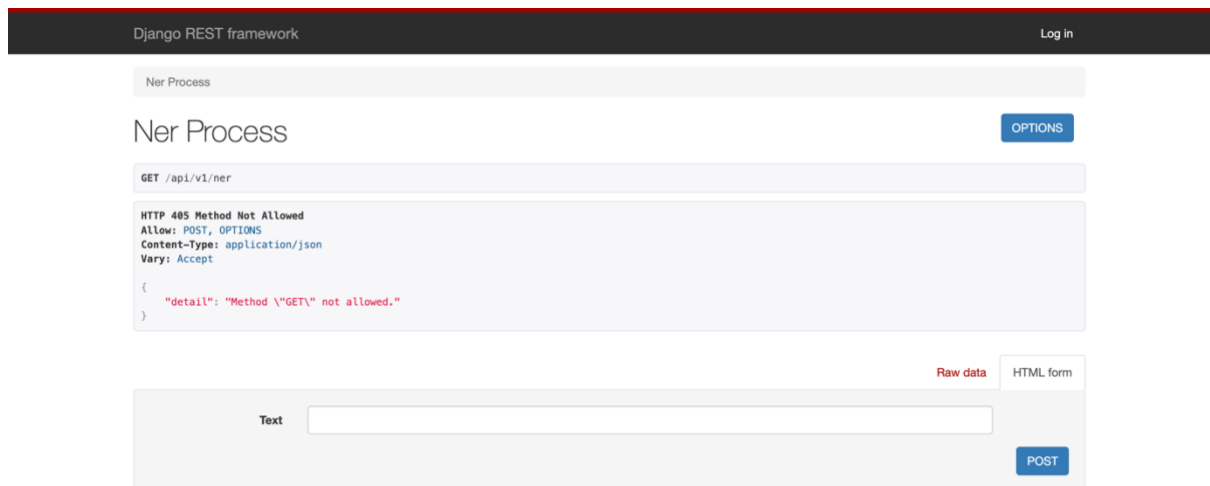 Django REST framework
Log in
Ner Process
Ner Process
OPTIONS
GET /api/v1/ner
HTTP 405 Method Not Allowed
Allow: POST, OPTIONS
Content-Type: application/json
Vary: Accept
{
    "detail": "Method \"GET\" not allowed."
}
Raw data
HTML form
Text
POST